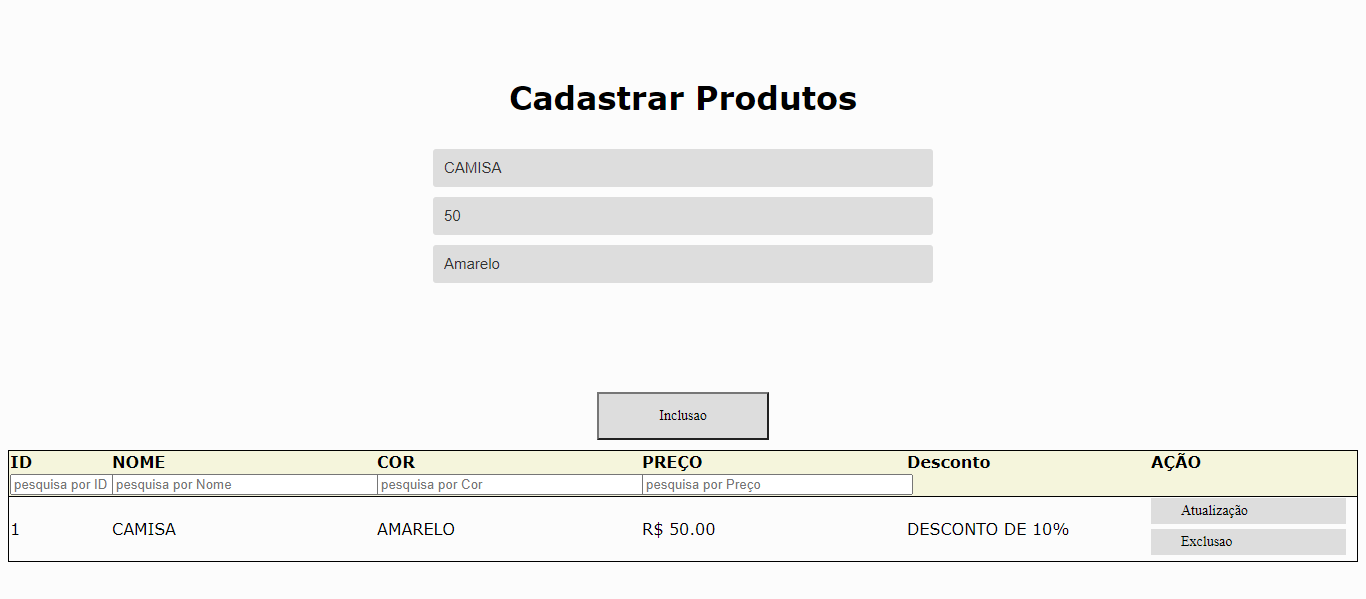 Cadastrar Produtos
CAMISA
50
Amarelo
Inclusao
ID NOME COR PREÇO Desconto AÇÃO
pesquisa por ID pesquisa por Nome pesquisa por Cor pesquisa por Preço
1 CAMISA AMARELO R$ 50.00 DESCONTO DE 10% Atualização
Exclusao